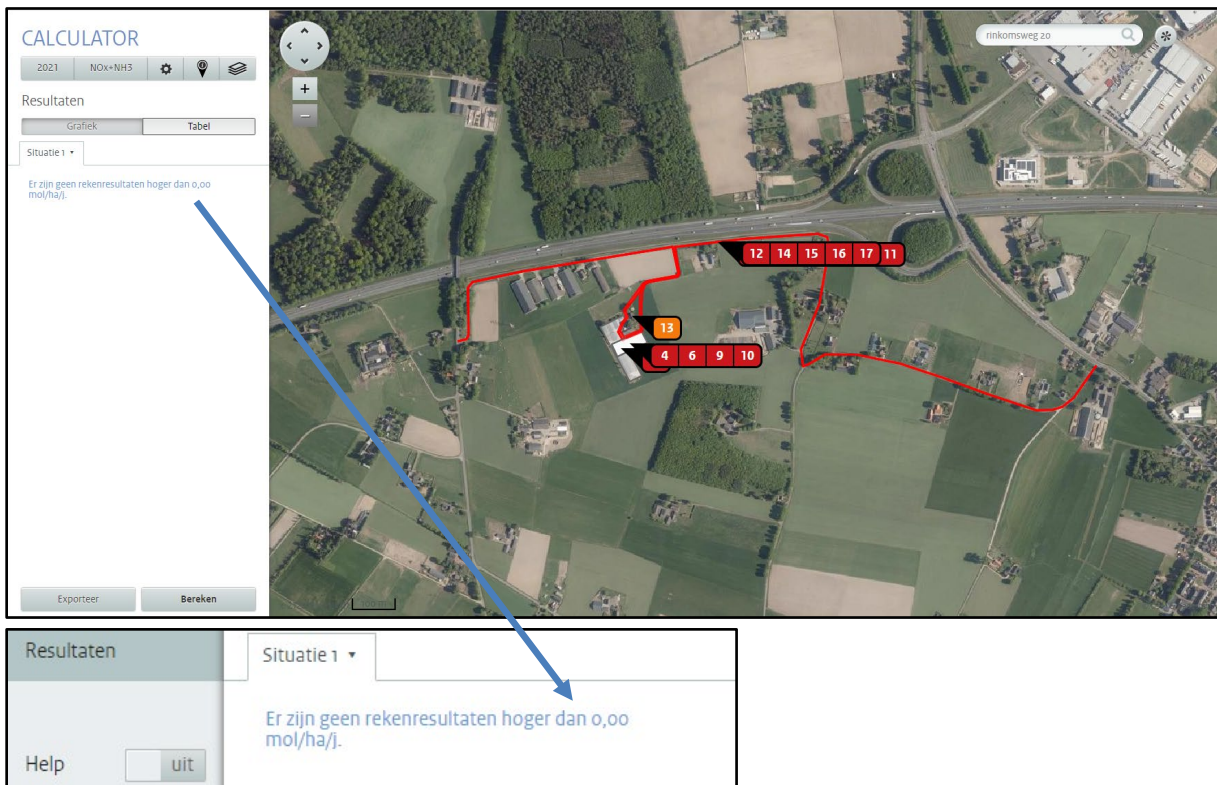 CALCULATOR
2021 NOx+NH3
rinkomsweg 20
Resultaten
Grafiek Tabel
Situatie 1
Er zijn geen rekenresultaten hoger dan 0,00
mol/ha/j.
+
−
12 14 15 16 17 11
13
4 6 9 10
Exporteer Bereken
Resultaten
Situatie 1
Er zijn geen rekenresultaten hoger dan 0,00
mol/ha/j.
Help uit